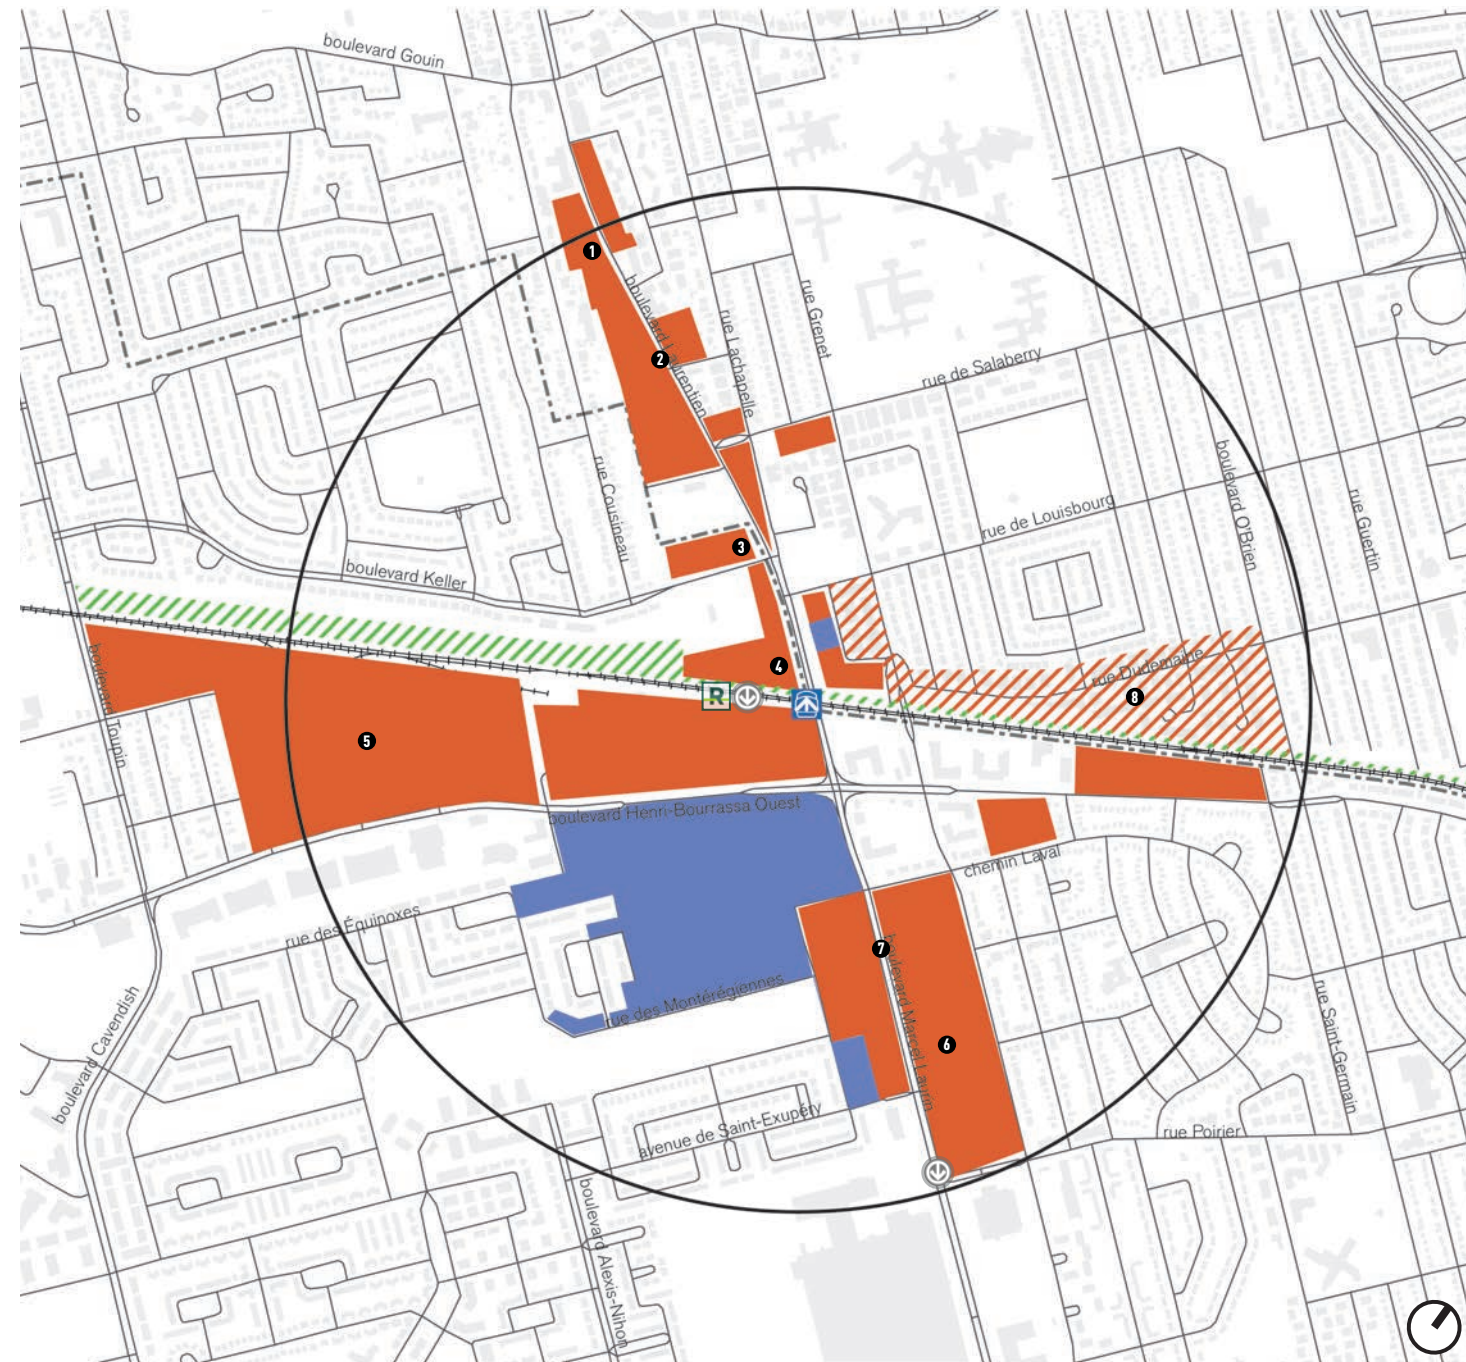 boulevard Gouin
1
boulevard Laurentien
rue Grenet
rue Lachapelle
2
rue de Salaberry
boulevard O'Brien
rue Cousineau
rue de Louisbourg
rue Guertin
3
boulevard Keller
boulevard Toupin
4
rue Dudemaine
R
8
5
boulevard Henri-Bourrassa Ouest
chemin Laval
rue des Équinoxes
7
boulevard Marcel Laurin
rue des Montérégiennes
boulevard Cavendish
6
rue Saint-Germain
avenue de Saint-Exupéry
rue Poirier
boulevard Alexis-Nihon